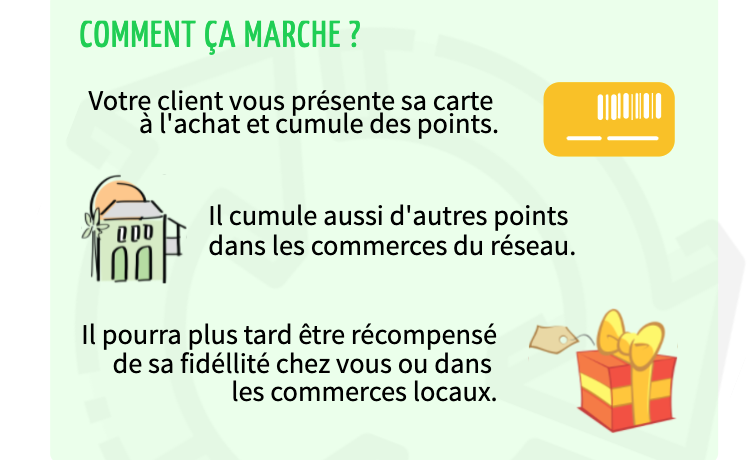 COMMENT ÇA MARCHE ?
Votre client vous présente sa carte
à l'achat et cumule des points.
Il cumule aussi d'autres points
dans les commerces du réseau.
Il pourra plus tard être récompensé
de sa fidéllité chez vous ou dans
les commerces locaux.